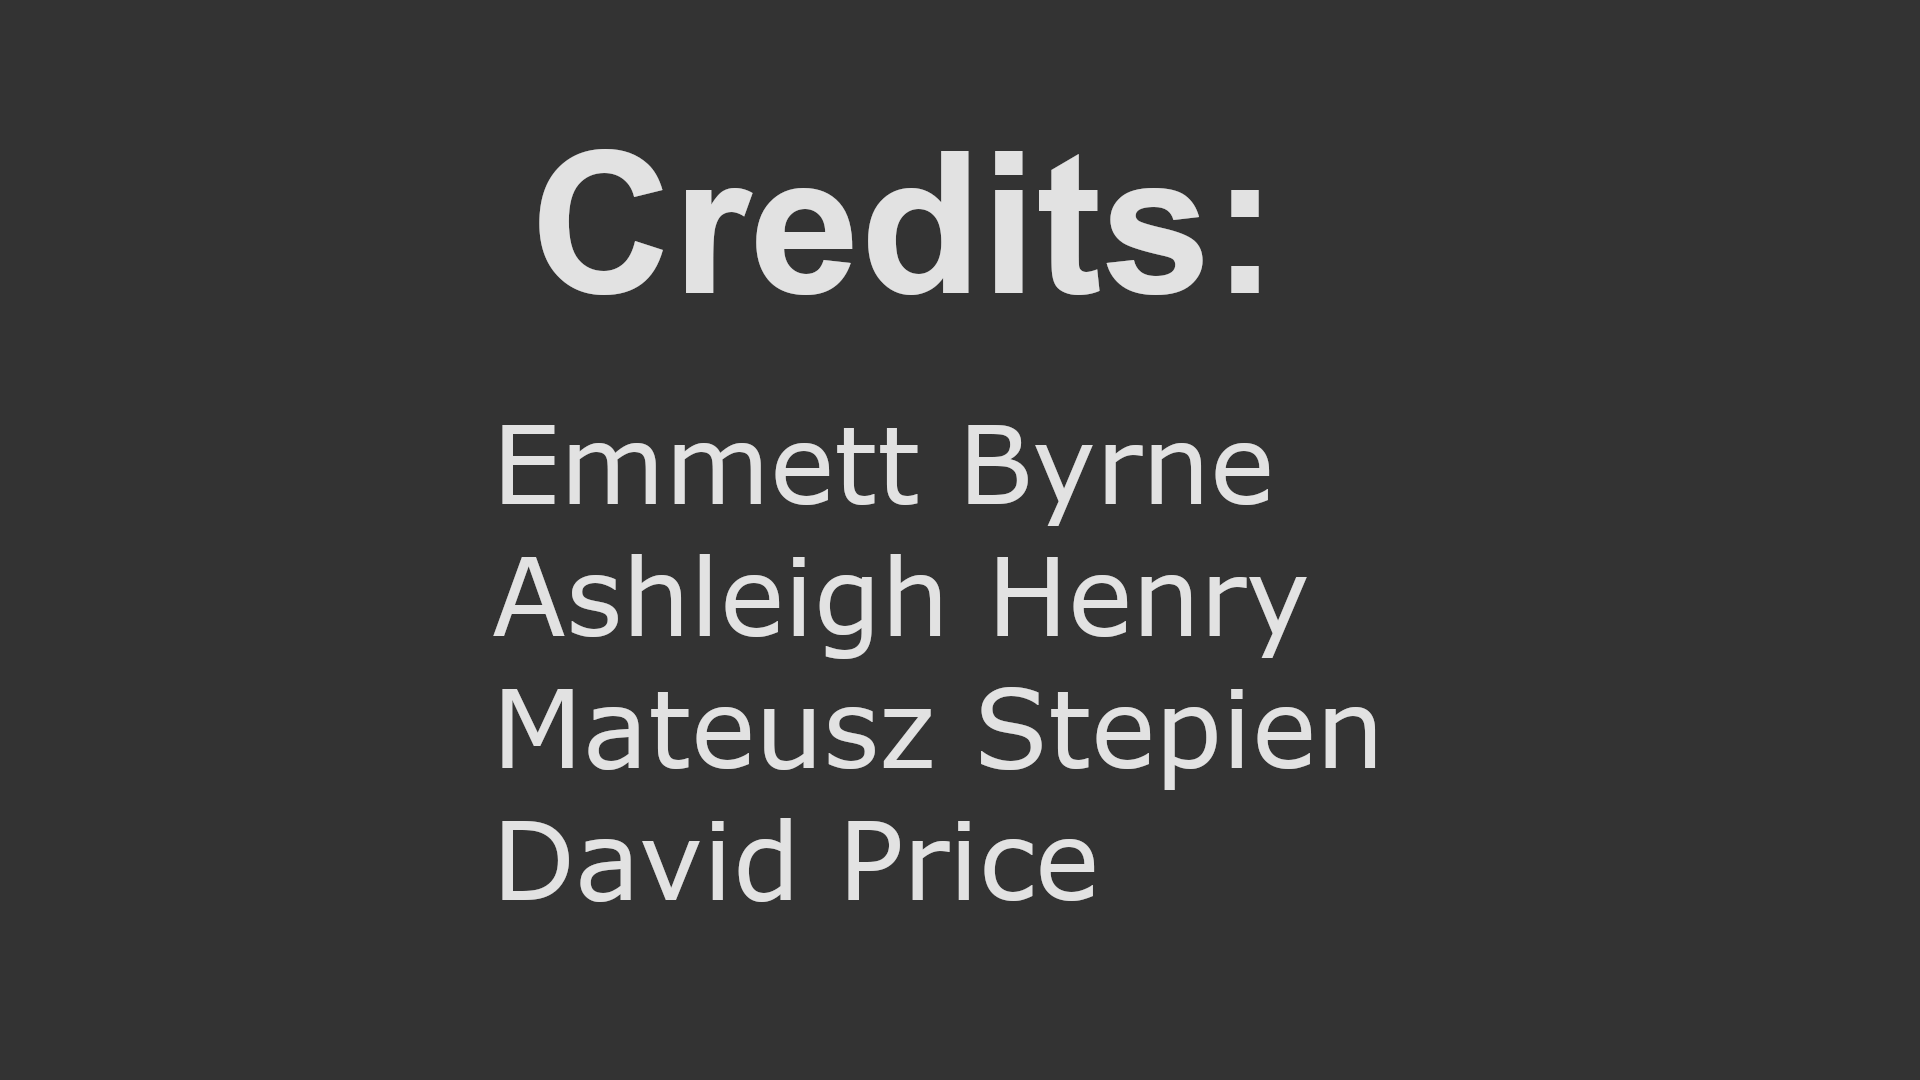 Credits:
Emmett Byrne
Ashleigh Henry
Mateusz Stepien
David Price